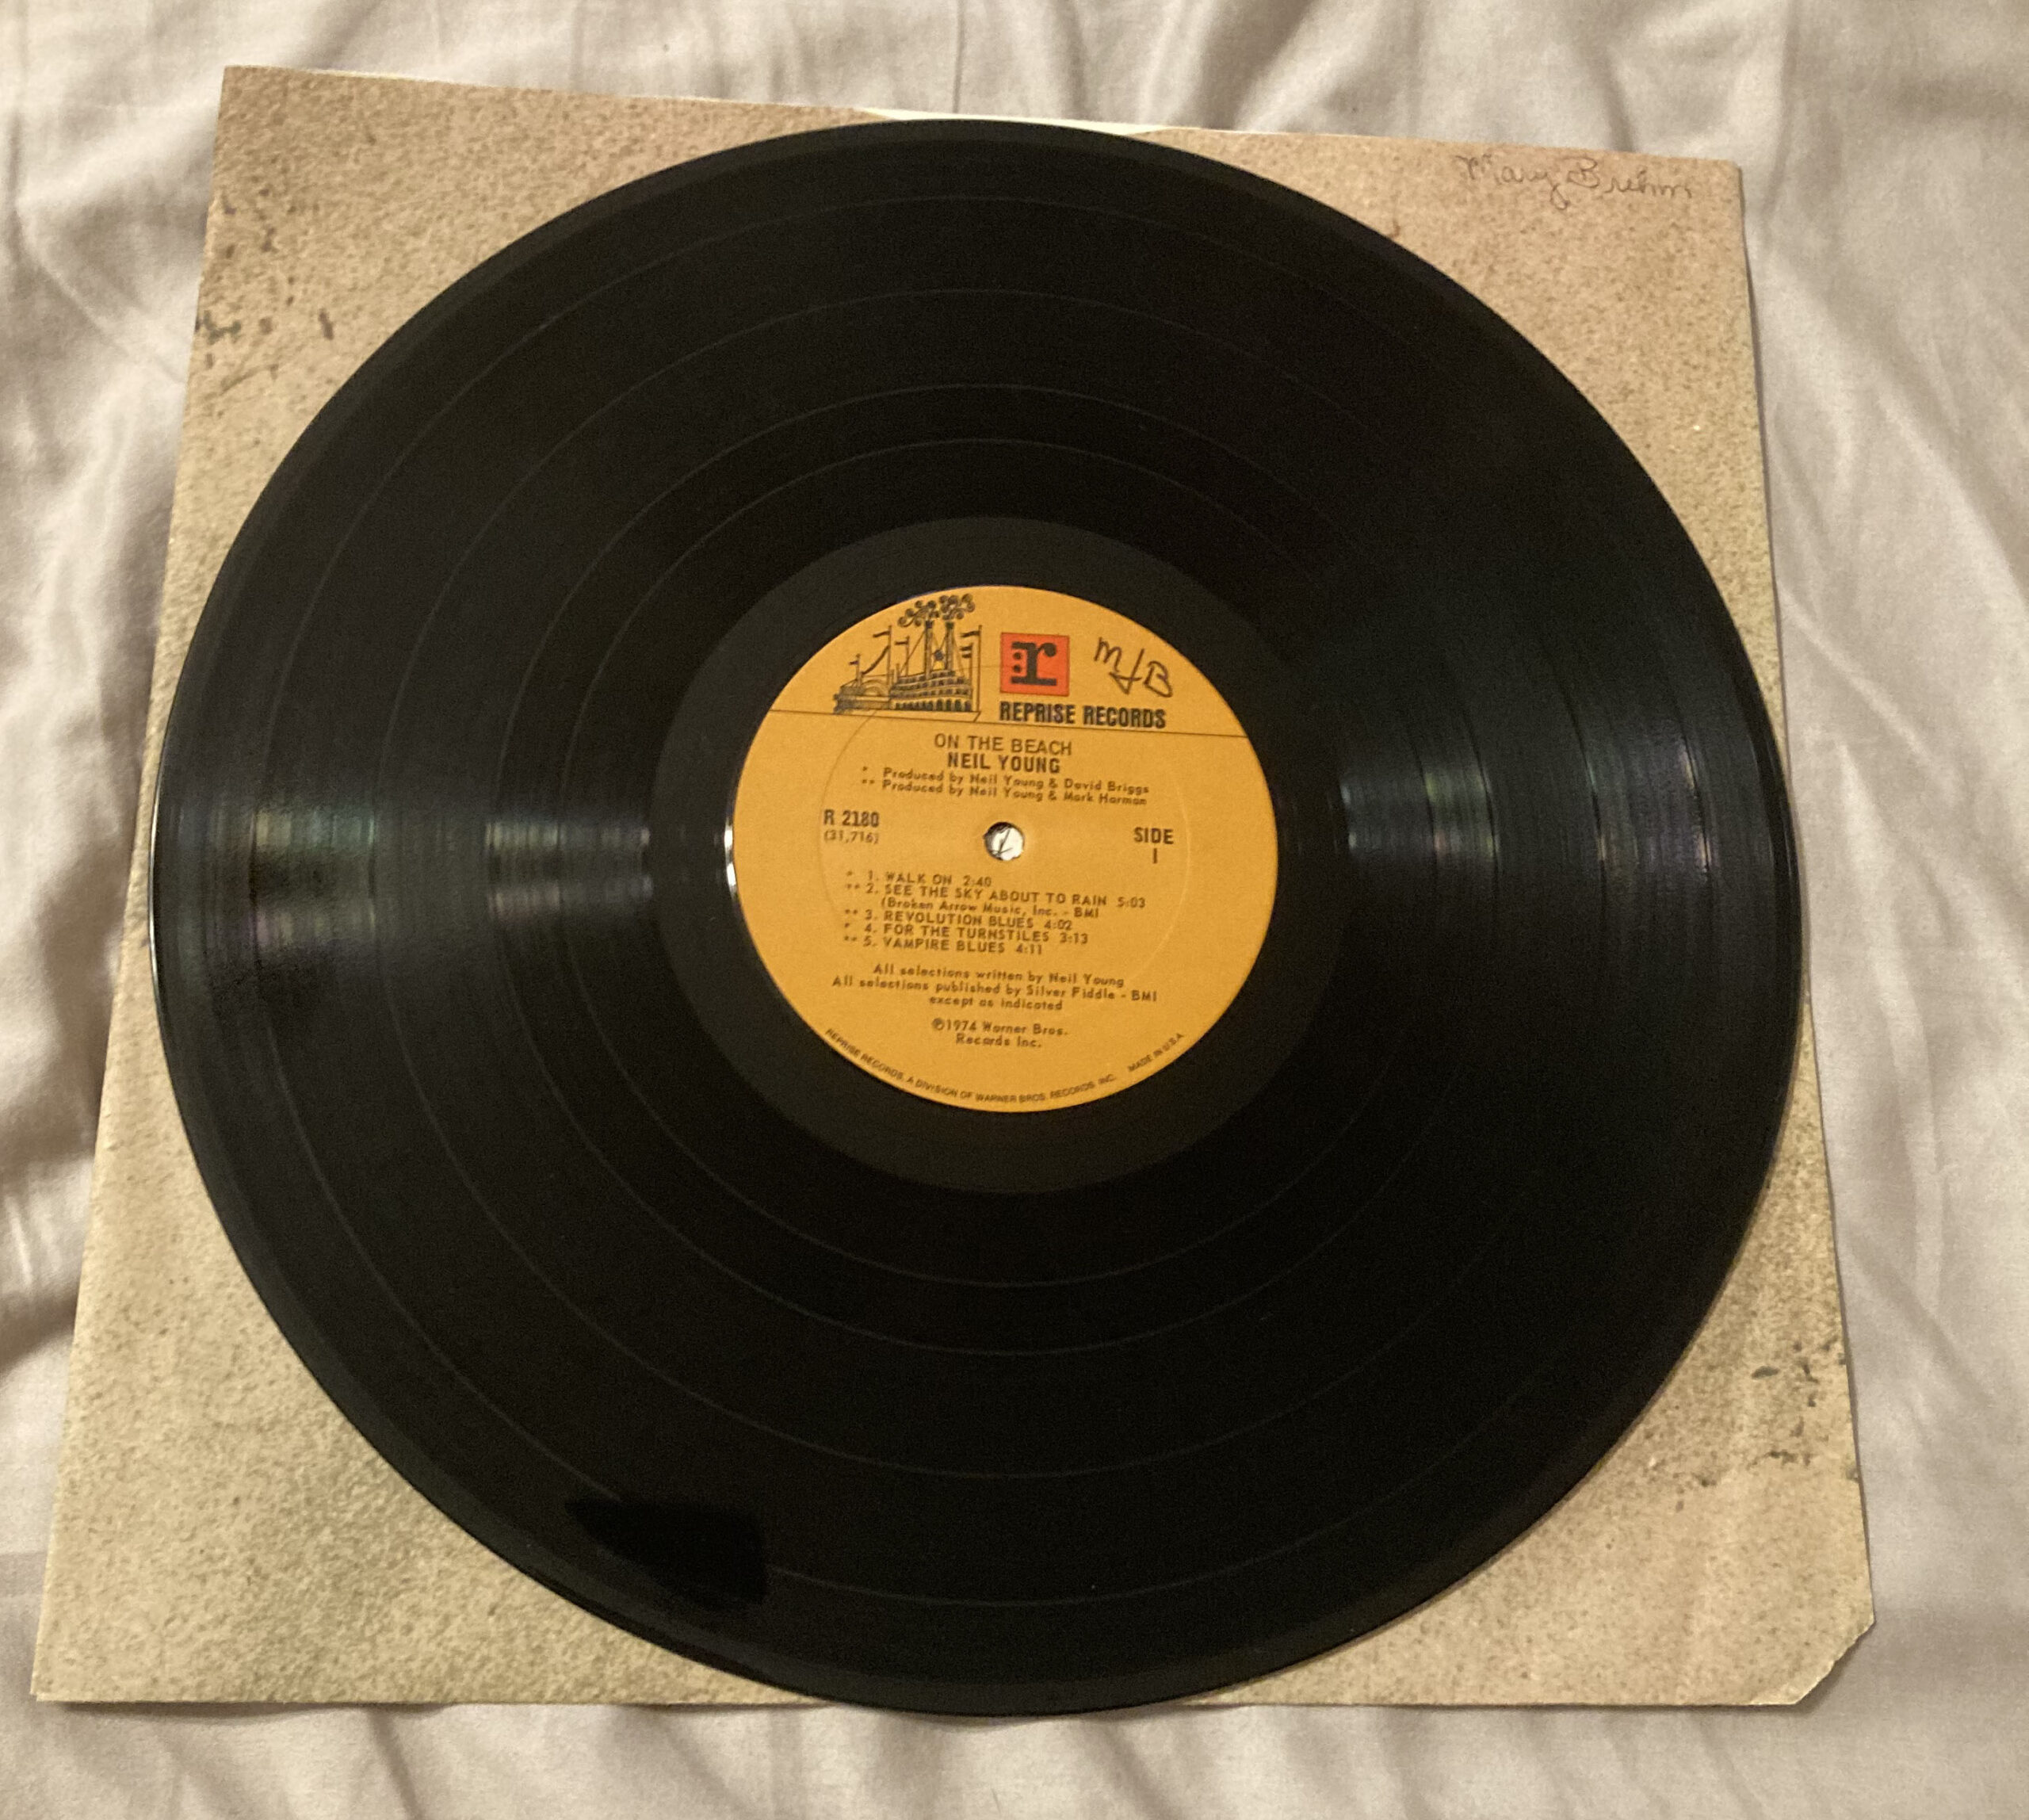 Mary Brehm
r
MJB
REPRISE RECORDS
ON THE BEACH
NEIL YOUNG
* Produced by Neil Young & David Briggs
** Produced by Neil Young & Mark Harman
R 2180
(31,716)
SIDE
1
* 1. WALK ON 2:40
** 2. SEE THE SKY ABOUT TO RAIN 5:03
(Broken Arrow Music, Inc. - BMI
** 3. REVOLUTION BLUES 4:02
* 4. FOR THE TURNSTILES 3:13
** 5. VAMPIRE BLUES 4:11
All selections written by Neil Young
All selections published by Silver Fiddle - BMI
except as indicated
℗1974 Warner Bros.
Records Inc.
REPRISE RECORDS, A DIVISION OF WARNER BROS. RECORDS INC. MADE IN U.S.A